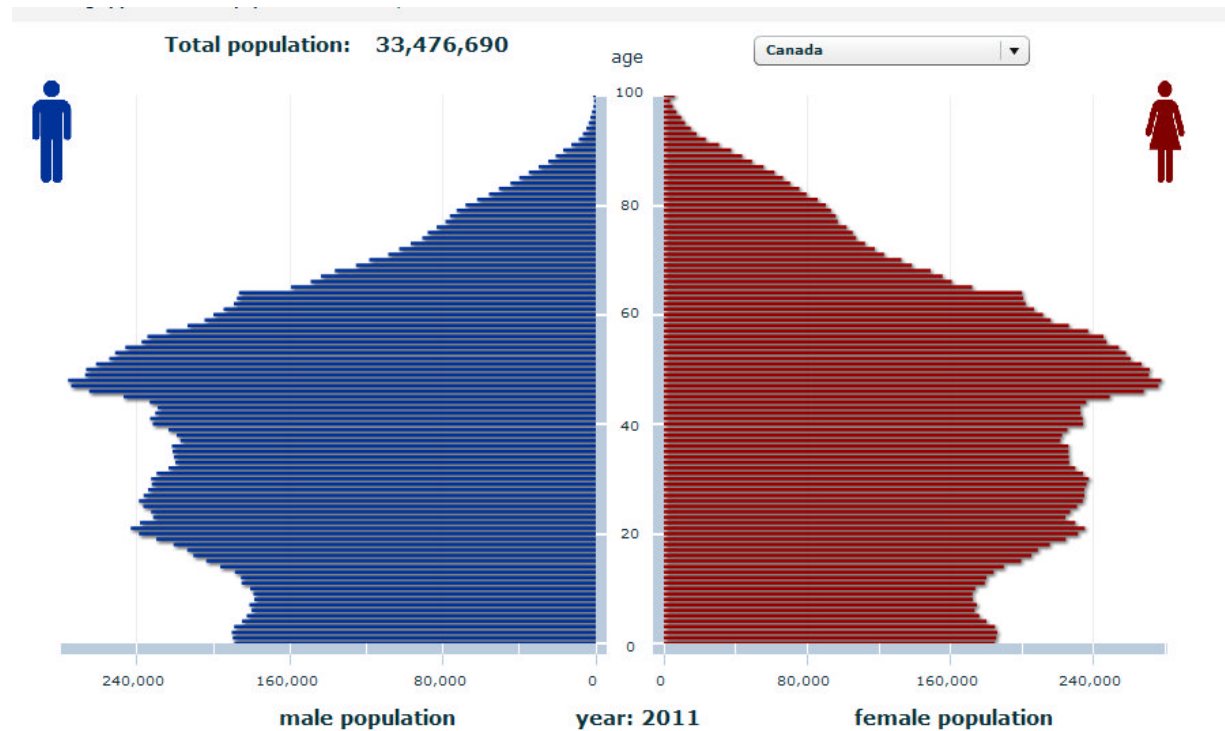 Total population: 33,476,690
Canada
age
100
80
60
40
20
0
240,000 160,000 80,000 0 0 80,000 160,000 240,000
male population year: 2011 female population